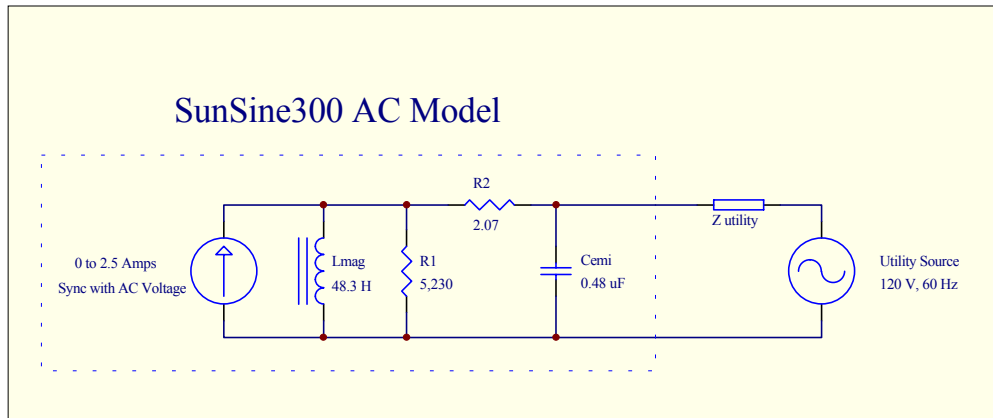 SunSine300 AC Model
R2
2.07
Z utility
0 to 2.5 Amps
Sync with AC Voltage
Lmag
48.3 H
R1
5,230
Cemi
0.48 uF
Utility Source
120 V, 60 Hz